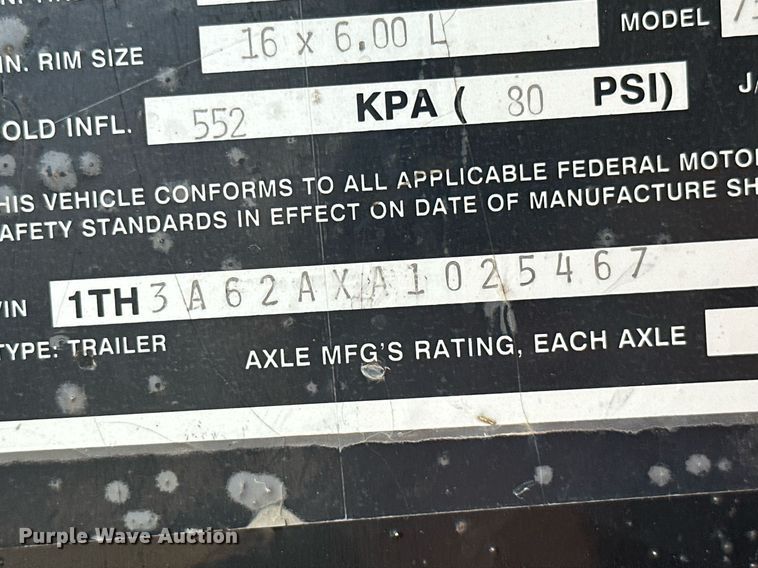 16 x 6.00 L MODEL
IN. RIM SIZE
OLD INFL. 552 KPA ( 80 PSI)
HIS VEHICLE CONFORMS TO ALL APPLICABLE FEDERAL MOTO
AFETY STANDARDS IN EFFECT ON DATE OF MANUFACTURE SH
VIN 1TH3A62AXA1025467
TYPE: TRAILER
AXLE MFG'S RATING, EACH AXLE
Purple Wave Auction